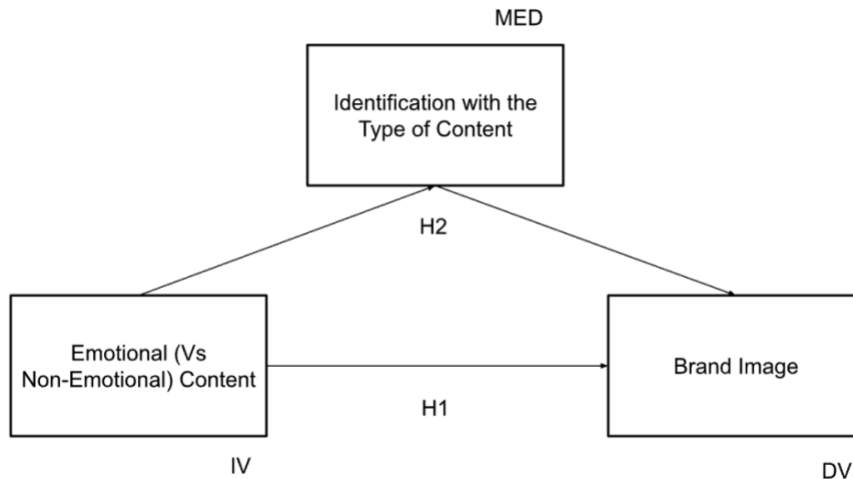 MED
Identification with the
Type of Content
H2
Emotional (Vs
Non-Emotional) Content
Brand Image
H1
IV
DV